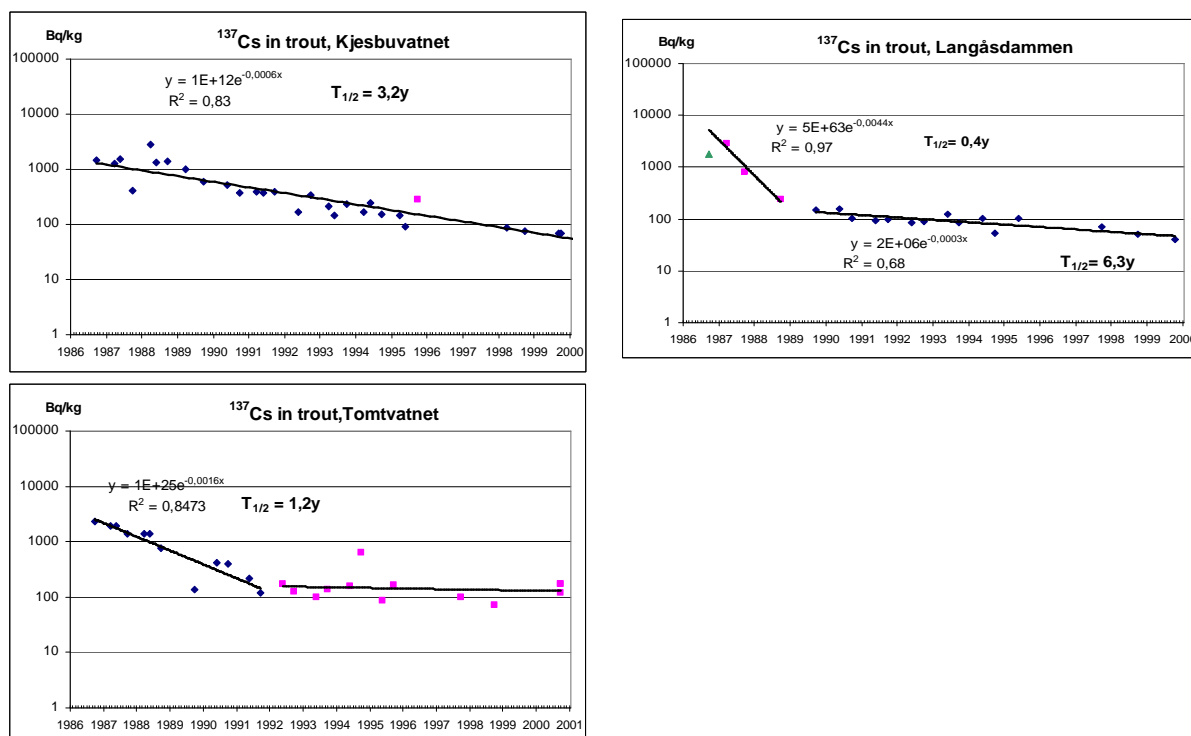 Bq/kg
¹³⁷Cs in trout, Kjesbuvatnet
100000
10000
1000
100
10
1
y = 1E+12e^-0,0006x
R² = 0,83
T1/2 = 3,2y
1986 1987 1988 1989 1990 1991 1992 1993 1994 1995 1996 1997 1998 1999 2000
Bq/kg
¹³⁷Cs in trout, Langåsdammen
100000
10000
1000
100
10
1
y = 5E+63e^-0,0044x
R² = 0,97
T1/2 = 0,4y
y = 2E+06e^-0,0003x
R² = 0,68
T1/2 = 6,3y
1986 1987 1988 1989 1990 1991 1992 1993 1994 1995 1996 1997 1998 1999 2000
Bq/kg
¹³⁷Cs in trout,Tomtvatnet
100000
10000
1000
100
10
1
y = 1E+25e^-0,0016x
R² = 0,8473
T1/2 = 1,2y
1986 1987 1988 1989 1990 1991 1992 1993 1994 1995 1996 1997 1998 1999 2000 2001